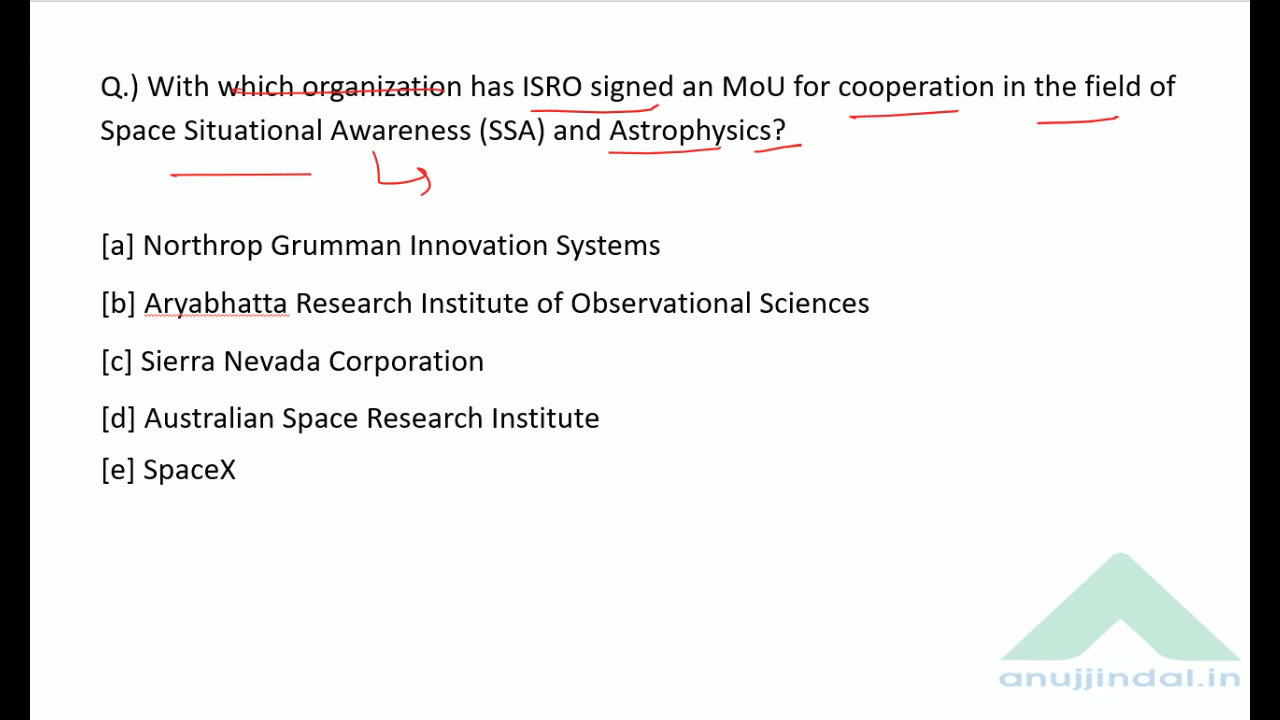 Q.) With which organization has ISRO signed an MoU for cooperation in the field of
Space Situational Awareness (SSA) and Astrophysics?
[a] Northrop Grumman Innovation Systems
[b] Aryabhatta Research Institute of Observational Sciences
[c] Sierra Nevada Corporation
[d] Australian Space Research Institute
[e] SpaceX
anujjindal.in